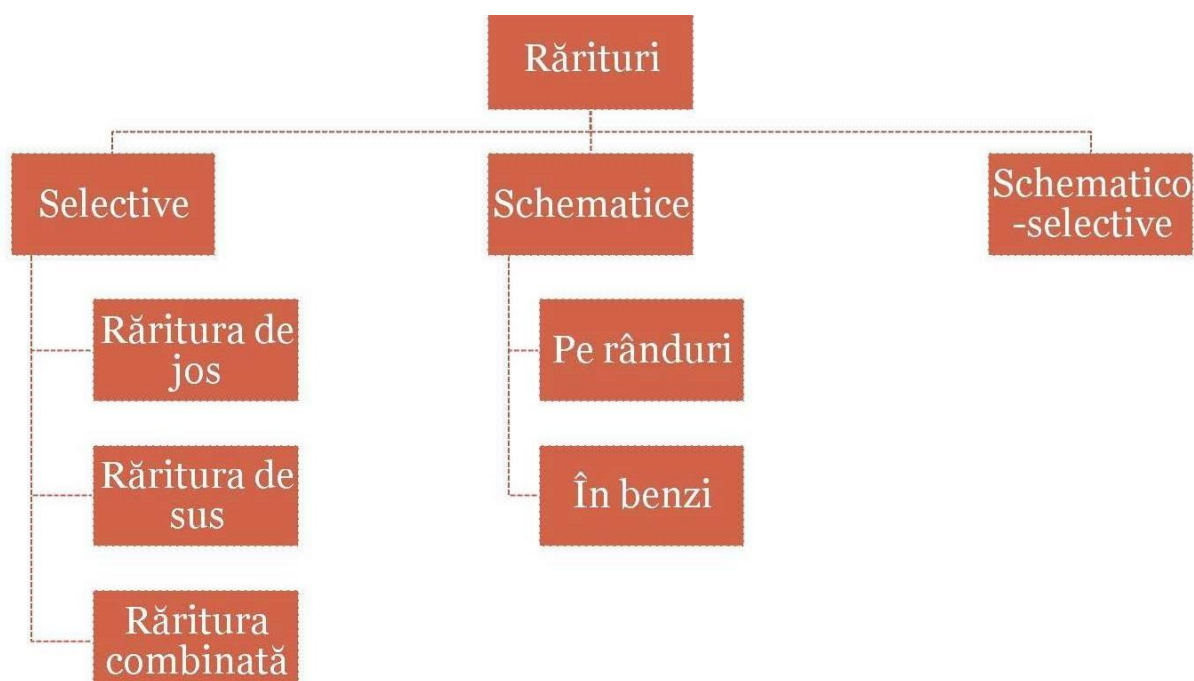 Rărituri
Selective
Schematice
Schematico
-selective
Răritura de
jos
Răritura de
sus
Răritura
combinată
Pe rânduri
În benzi